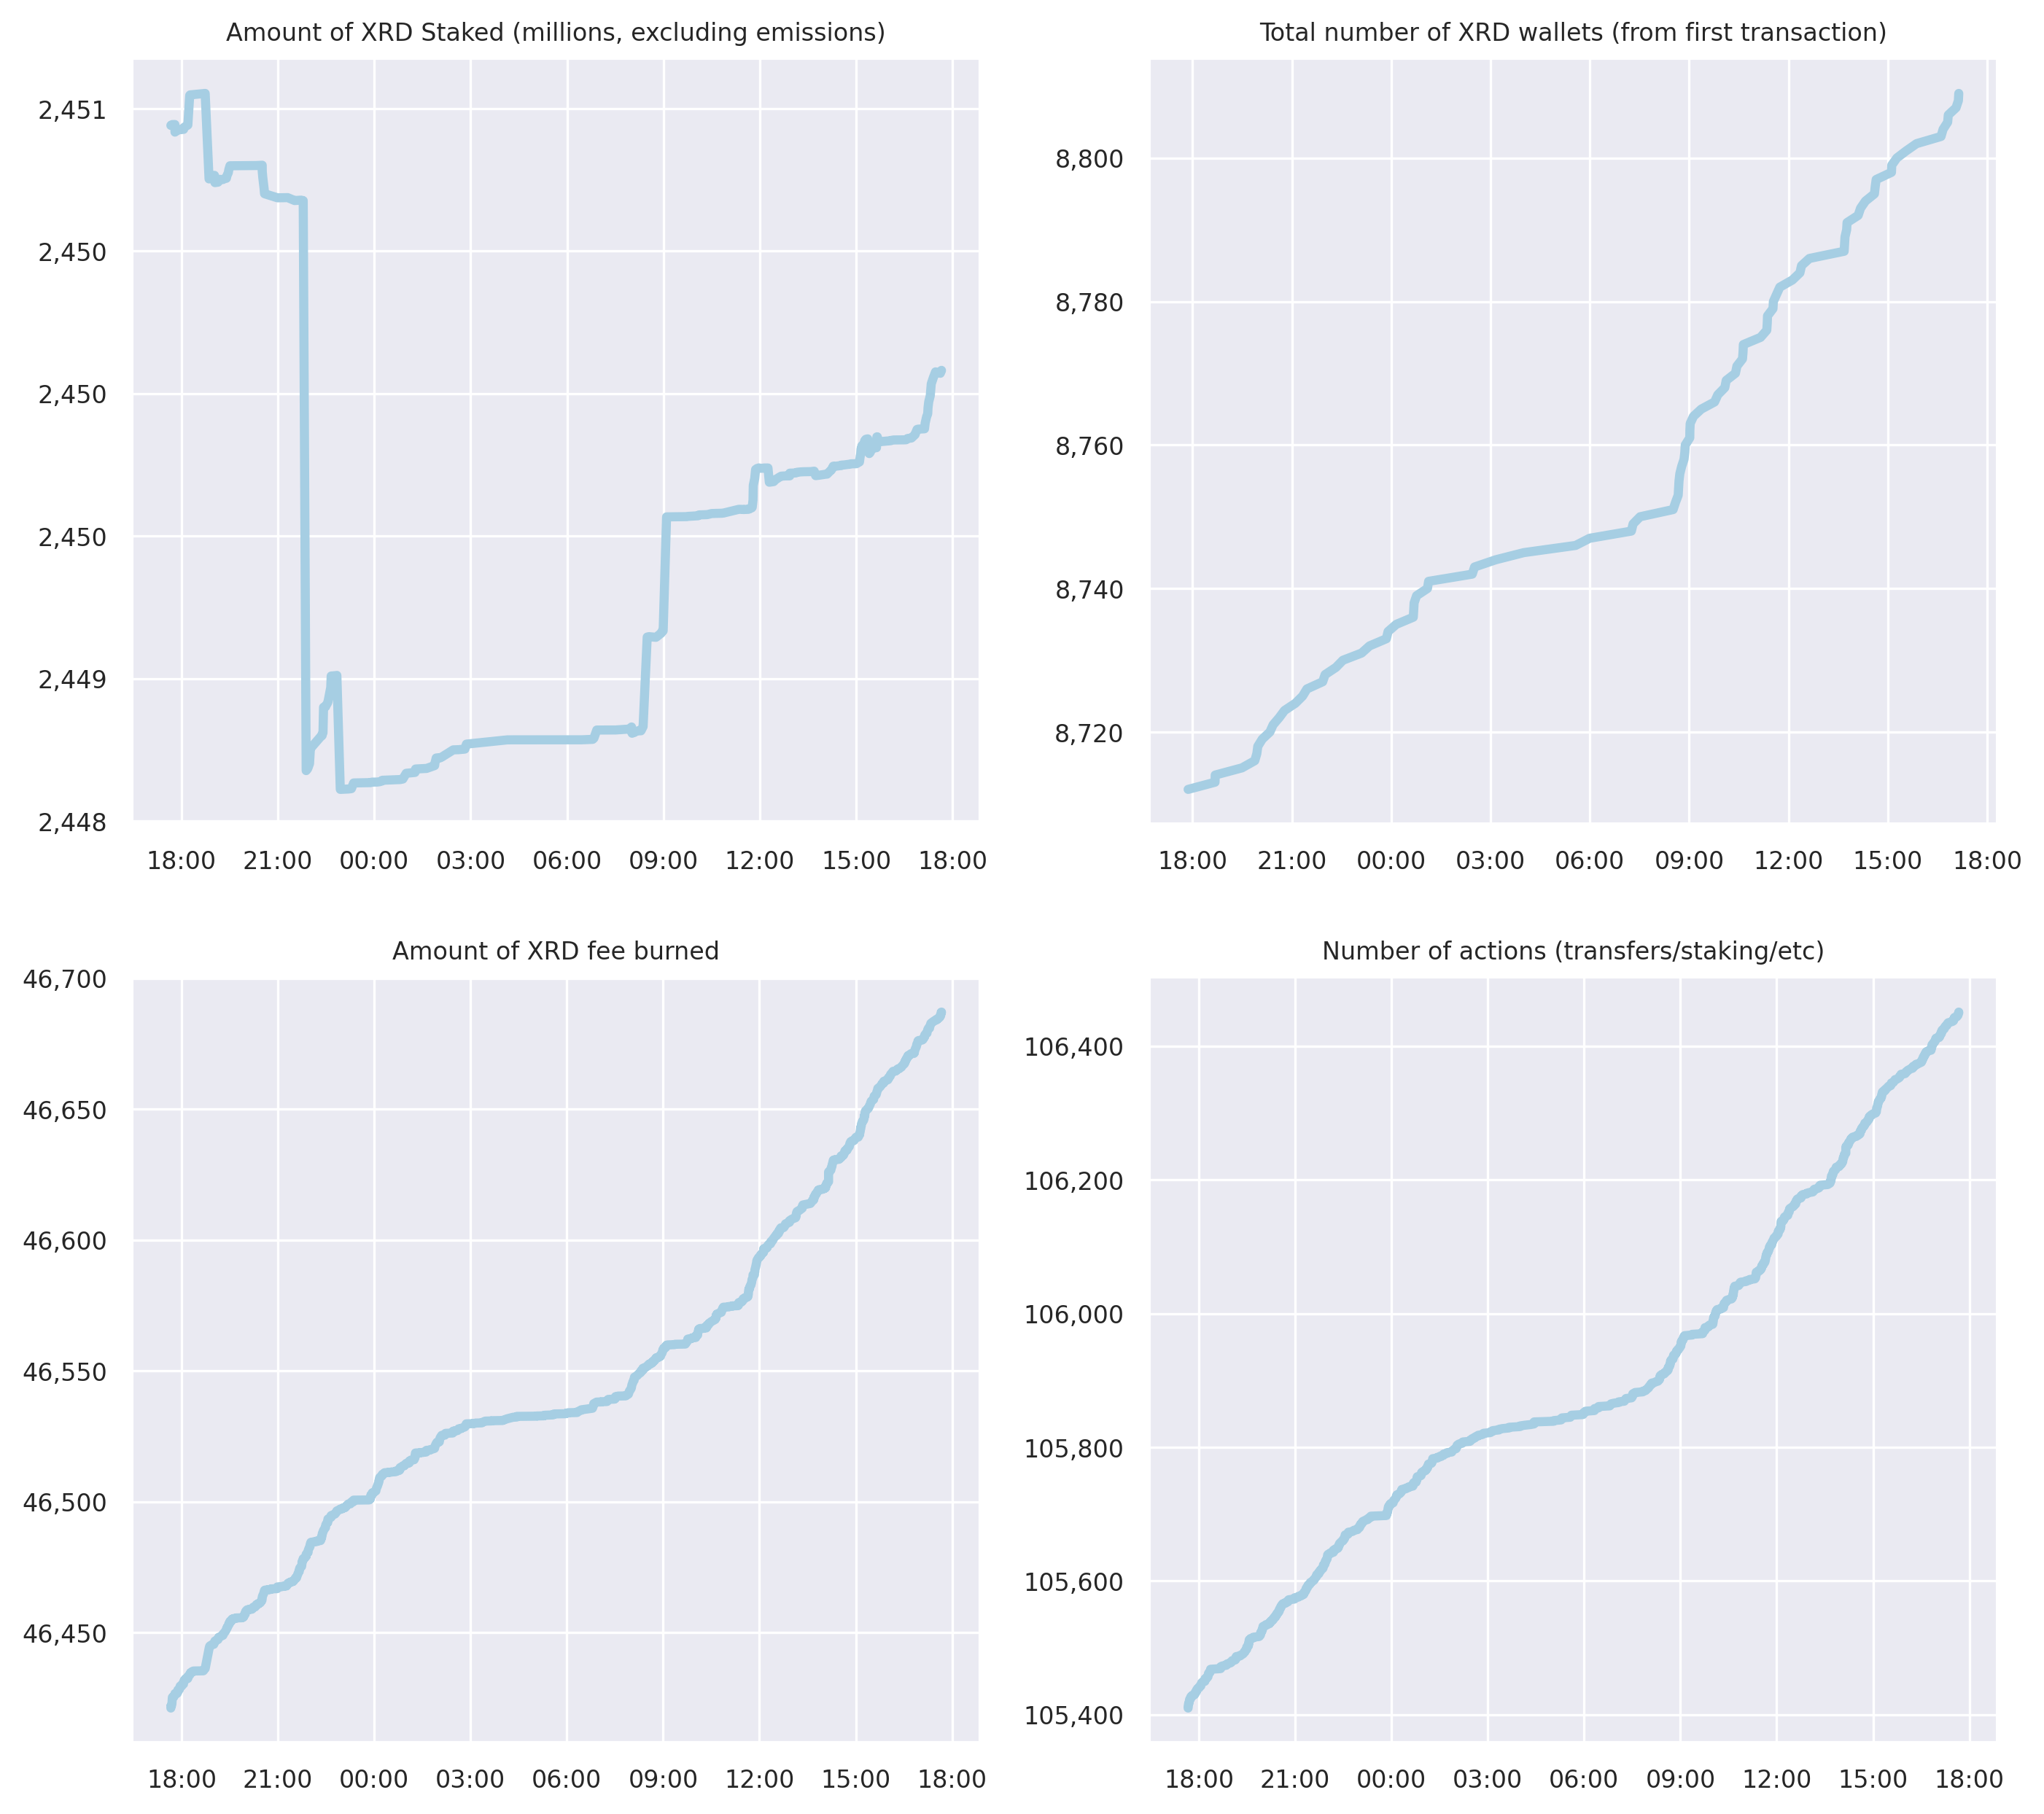 Amount of XRD Staked (millions, excluding emissions)
2,451
2,450
2,450
2,450
2,449
2,448
18:00 21:00 00:00 03:00 06:00 09:00 12:00 15:00 18:00
Total number of XRD wallets (from first transaction)
8,800
8,780
8,760
8,740
8,720
18:00 21:00 00:00 03:00 06:00 09:00 12:00 15:00 18:00
Amount of XRD fee burned
46,700
46,650
46,600
46,550
46,500
46,450
18:00 21:00 00:00 03:00 06:00 09:00 12:00 15:00 18:00
Number of actions (transfers/staking/etc)
106,400
106,200
106,000
105,800
105,600
105,400
18:00 21:00 00:00 03:00 06:00 09:00 12:00 15:00 18:00